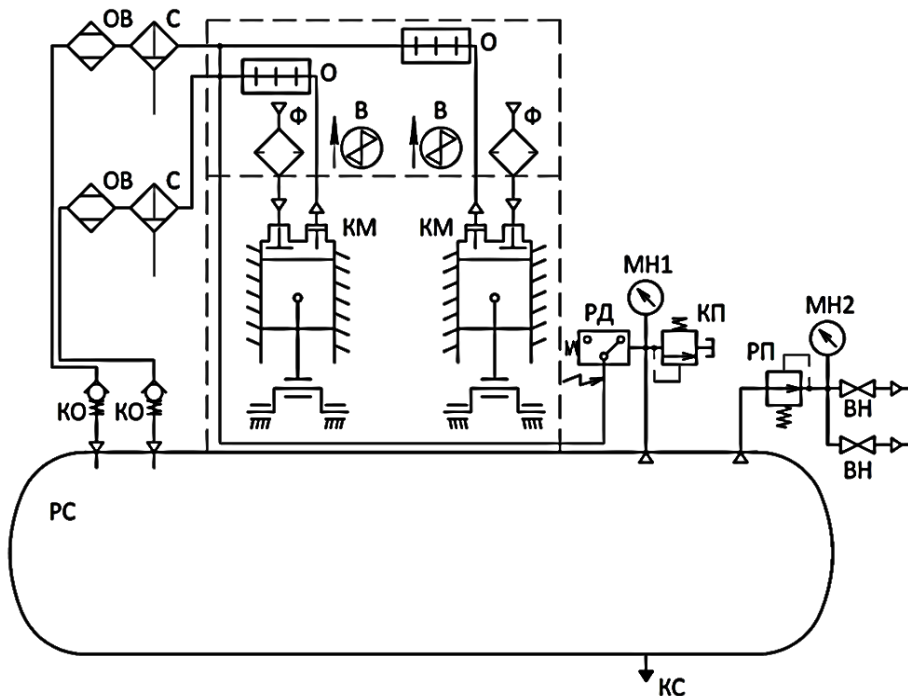 ОВ С
О
О
Ф В В Ф
ОВ С
КМ КМ
МН1
РД КП
МН2
РП
КО КО
ВН
ВН
РС
КС